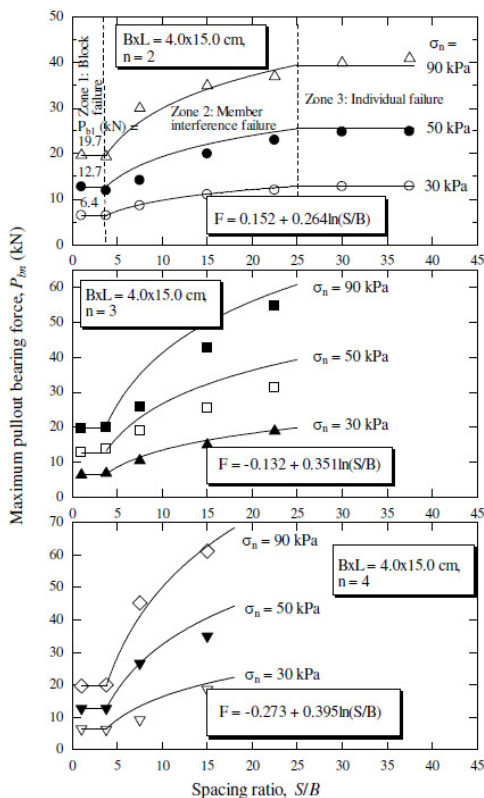 Maximum pullout bearing force, P_bn (kN)
50
40
30
20
10
0
Zone 1: Block
failure
BxL = 4.0x15.0 cm,
n = 2
σn =
90 kPa
Zone 2: Member
interference failure
Zone 3: Individual failure
P_b1 (kN) =
19.7
12.7
6.4
50 kPa
30 kPa
F = 0.152 + 0.264ln(S/B)
0 5 10 15 20 25 30 35 40 45
60
50
40
30
20
10
0
BxL = 4.0x15.0 cm,
n = 3
σn = 90 kPa
σn = 50 kPa
σn = 30 kPa
F = -0.132 + 0.351ln(S/B)
0 5 10 15 20 25 30 35 40 45
70
60
50
40
30
20
10
0
σn = 90 kPa
BxL = 4.0x15.0 cm,
n = 4
σn = 50 kPa
σn = 30 kPa
F = -0.273 + 0.395ln(S/B)
0 5 10 15 20 25 30 35 40 45
Spacing ratio, S/B